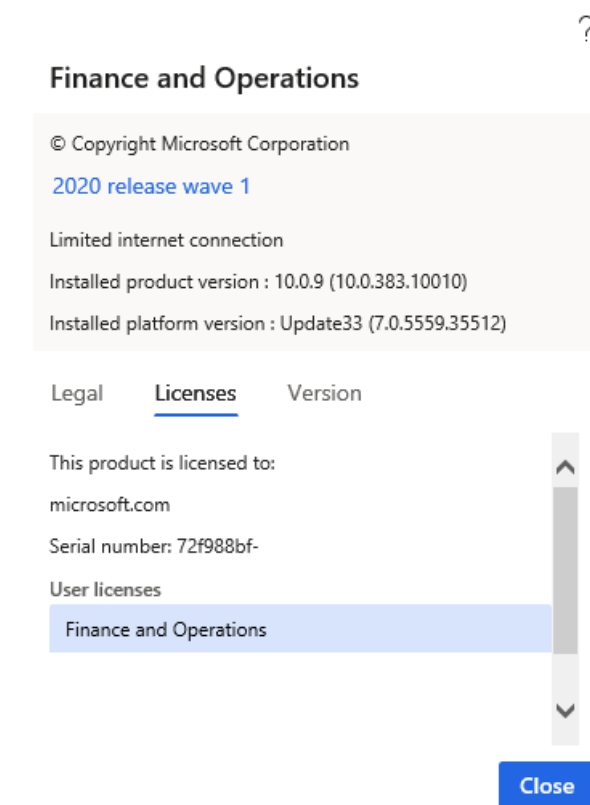 ?
Finance and Operations
© Copyright Microsoft Corporation
2020 release wave 1
Limited internet connection
Installed product version : 10.0.9 (10.0.383.10010)
Installed platform version : Update33 (7.0.5559.35512)
Legal Licenses Version
This product is licensed to:
microsoft.com
Serial number: 72f988bf-
User licenses
Finance and Operations
Close